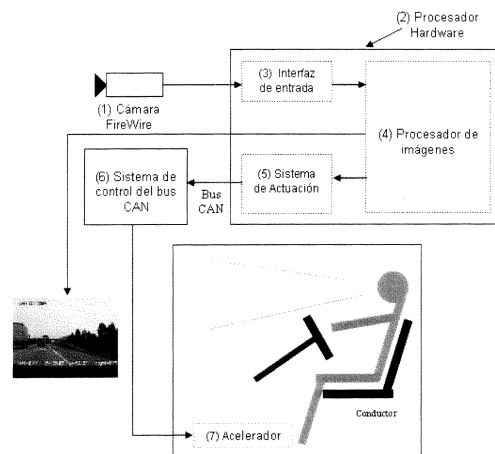 (2) Procesador
Hardware
(3) Interfaz
de entrada
(1) Cámara
FireWire
(4) Procesador de
imágenes
(6) Sistema de
control del bus
CAN
Bus
CAN
(5) Sistema
de Actuación
Conductor
(7) Acelerador